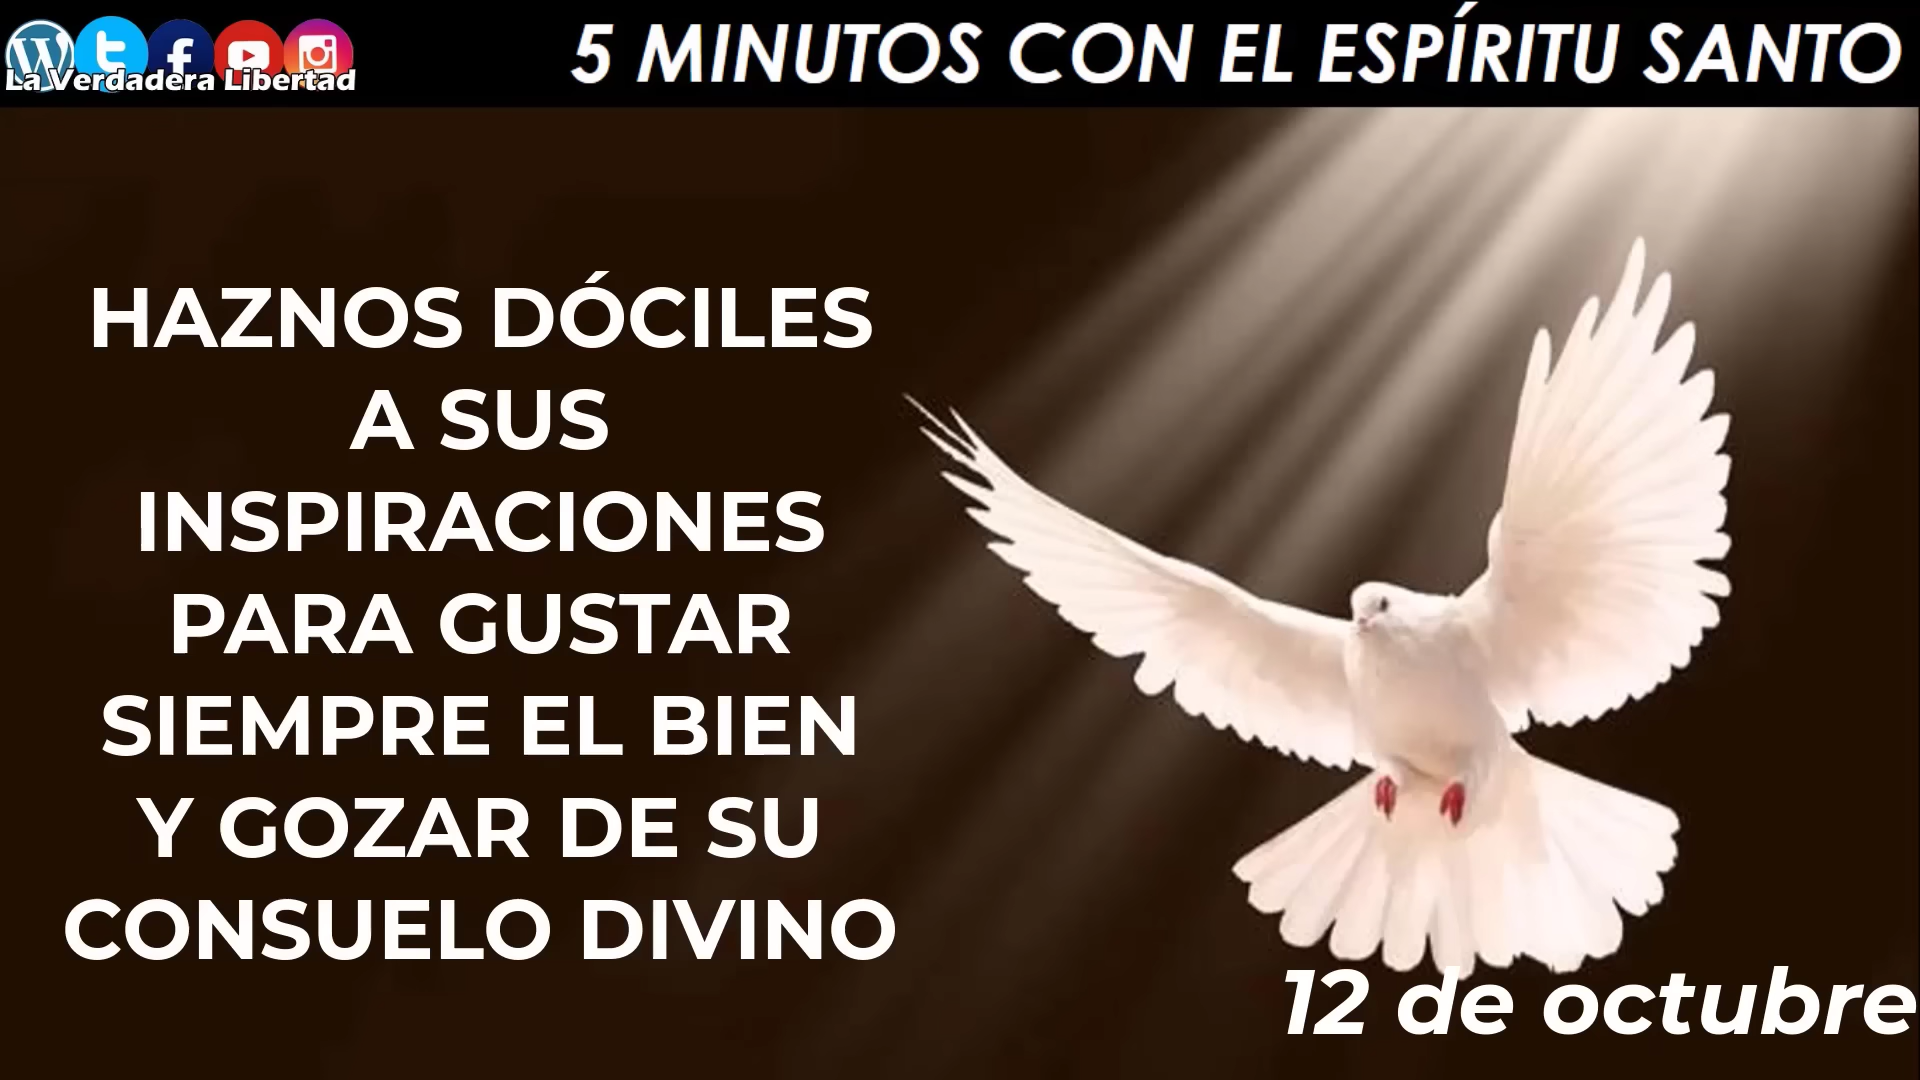 La Verdadera Libertad
5 MINUTOS CON EL ESPÍRITU SANTO
HAZNOS DÓCILES
A SUS
INSPIRACIONES
PARA GUSTAR
SIEMPRE EL BIEN
Y GOZAR DE SU
CONSUELO DIVINO
12 de octubre